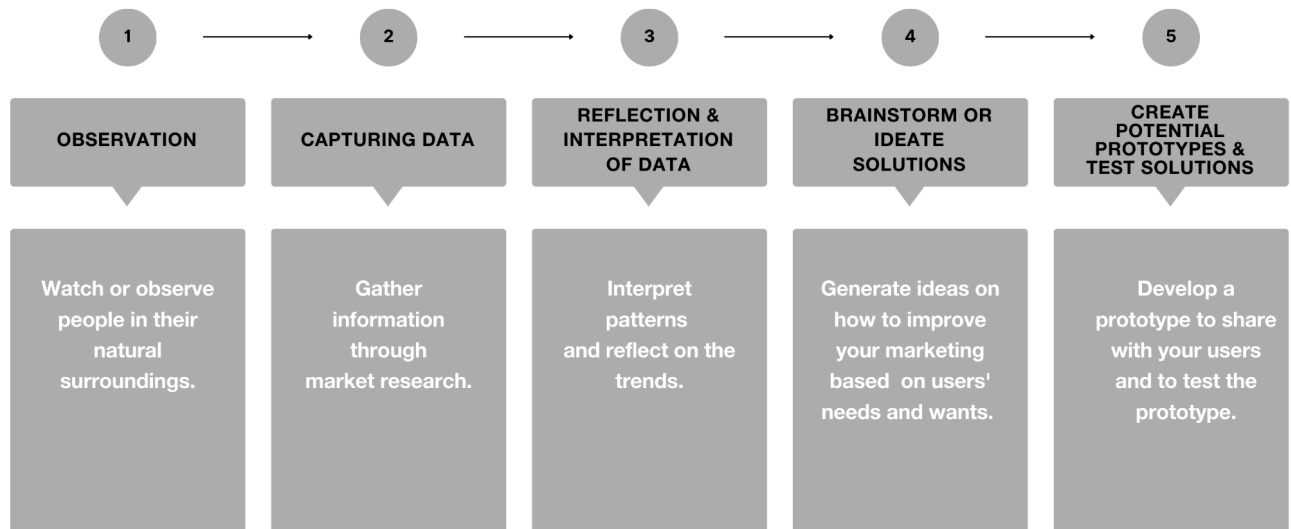 1
2
3
4
5
OBSERVATION
CAPTURING DATA
REFLECTION &
INTERPRETATION
OF DATA
BRAINSTORM OR
IDEATE
SOLUTIONS
CREATE
POTENTIAL
PROTOTYPES &
TEST SOLUTIONS
Watch or observe
people in their
natural
surroundings.
Gather
information
through
market research.
Interpret
patterns
and reflect on the
trends.
Generate ideas on
how to improve
your marketing
based  on users'
needs and wants.
Develop a
prototype to share
with your users
and to test the
prototype.